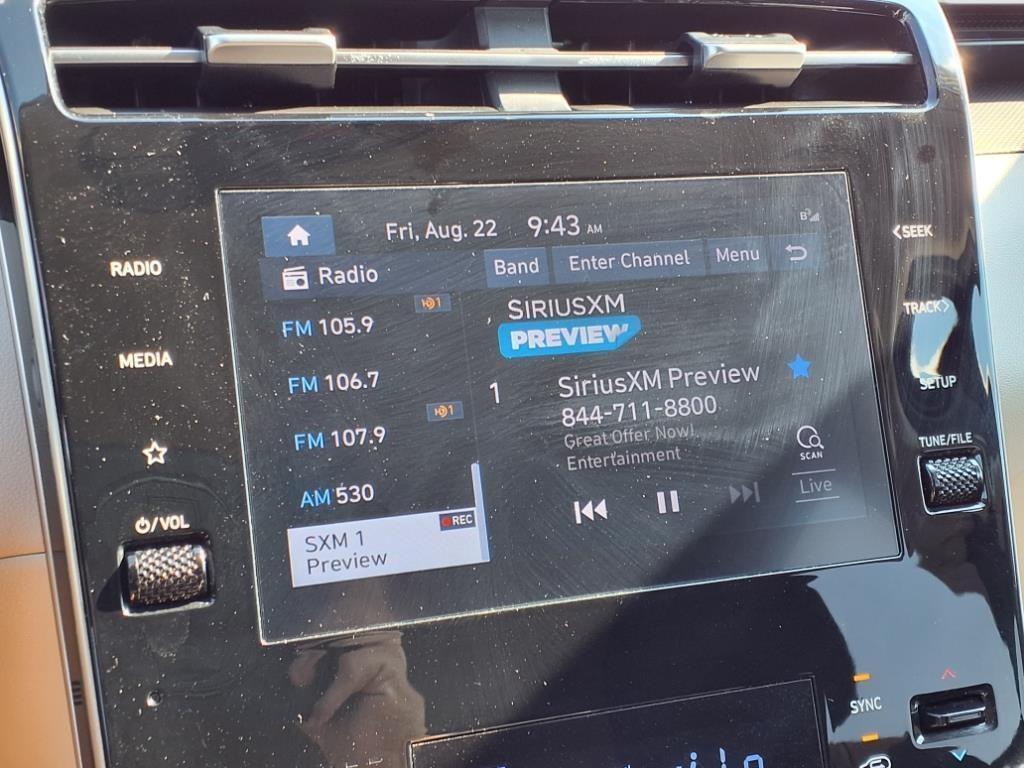 Fri, Aug. 22 9:43 AM
Radio
Band Enter Channel Menu
FM 105.9
FM 106.7
FM 107.9
AM 530
REC
SXM 1
Preview
SIRIUSXM
PREVIEW
1
SiriusXM Preview
844-711-8800
Great Offer Now!
Entertainment
SCAN
Live
RADIO
MEDIA
/VOL
<SEEK
TRACK>
SETUP
TUNE/FILE
SYNC